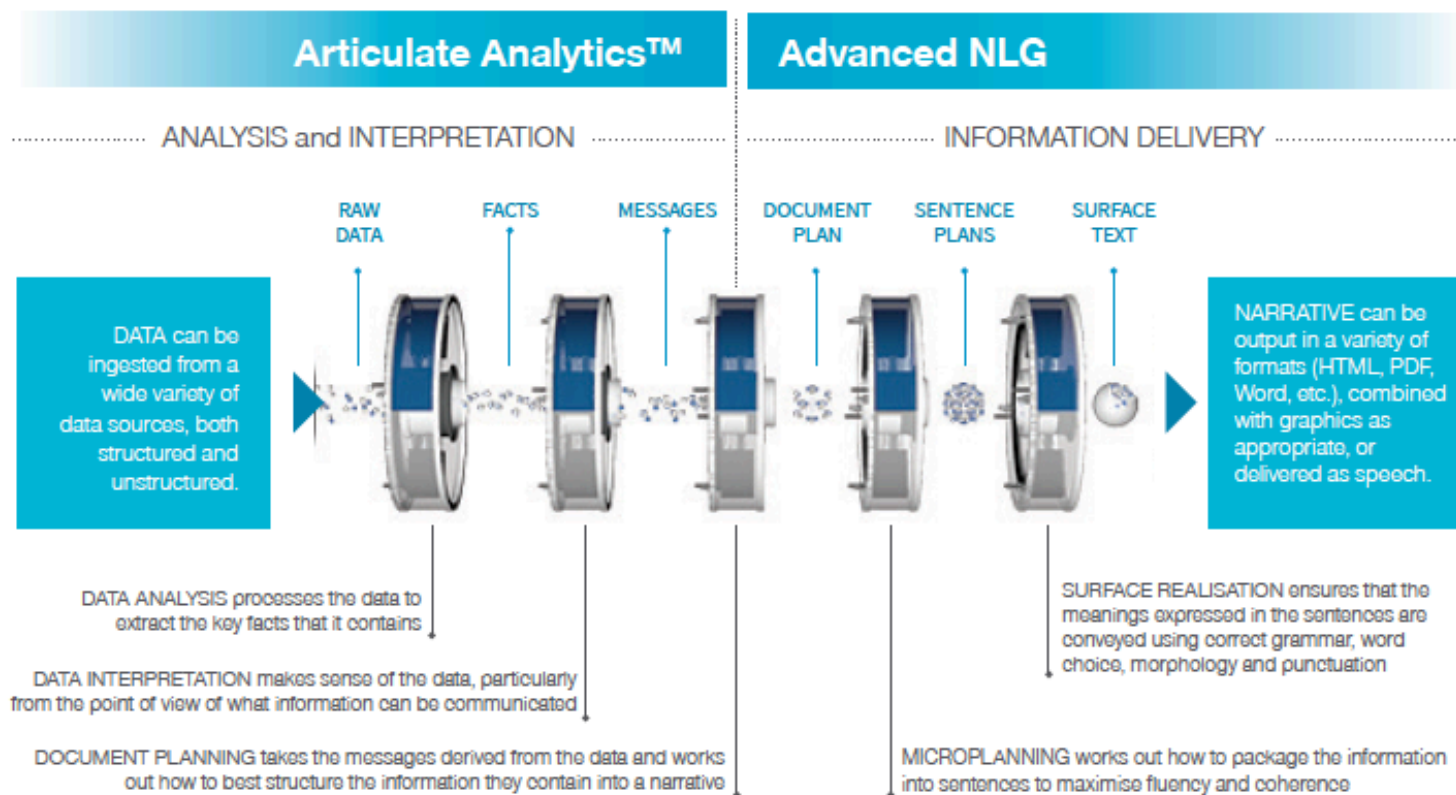 Articulate Analytics™
Advanced NLG
ANALYSIS and INTERPRETATION
INFORMATION DELIVERY
RAW
DATA
FACTS
MESSAGES
DOCUMENT
PLAN
SENTENCE
PLANS
SURFACE
TEXT
DATA can be
ingested from a
wide variety of
data sources, both
structured and
unstructured.
NARRATIVE can be
output in a variety of
formats (HTML, PDF,
Word, etc.), combined
with graphics as
appropriate, or
delivered as speech.
DATA ANALYSIS processes the data to
extract the key facts that it contains
DATA INTERPRETATION makes sense of the data, particularly
from the point of view of what information can be communicated
DOCUMENT PLANNING takes the messages derived from the data and works
out how to best structure the information they contain into a narrative
SURFACE REALISATION ensures that the
meanings expressed in the sentences are
conveyed using correct grammar, word
choice, morphology and punctuation
MICROPLANNING works out how to package the information
into sentences to maximise fluency and coherence